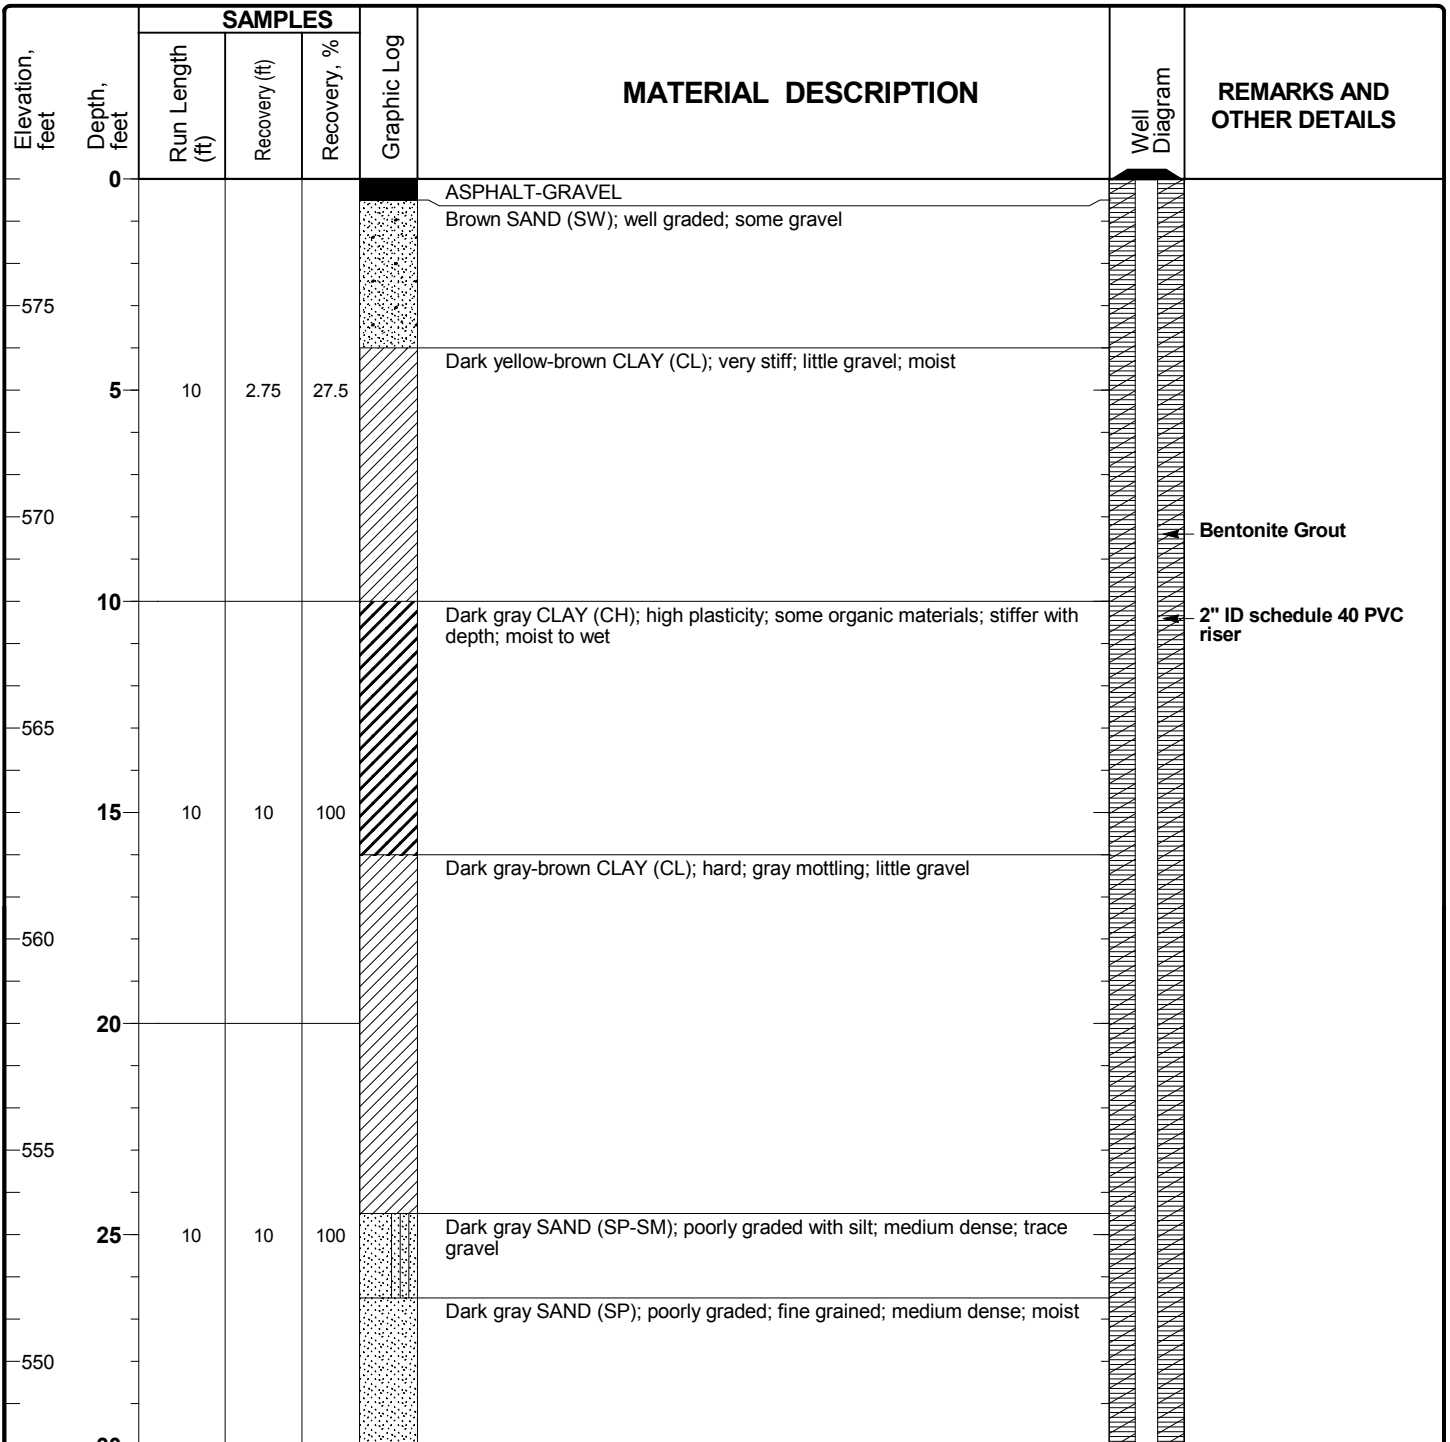 SAMPLES
Elevation,
feet
Depth,
feet
Run Length
(ft)
Recovery (ft)
Recovery, %
Graphic Log
MATERIAL DESCRIPTION
Well
Diagram
REMARKS AND
OTHER DETAILS
0
ASPHALT-GRAVEL
Brown SAND (SW); well graded; some gravel
575
Dark yellow-brown CLAY (CL); very stiff; little gravel; moist
5 10 2.75 27.5
570
Bentonite Grout
10
Dark gray CLAY (CH); high plasticity; some organic materials; stiffer with
depth; moist to wet
2" ID schedule 40 PVC
riser
565
15 10 10 100
Dark gray-brown CLAY (CL); hard; gray mottling; little gravel
560
20
555
Dark gray SAND (SP-SM); poorly graded with silt; medium dense; trace
gravel
25 10 10 100
Dark gray SAND (SP); poorly graded; fine grained; medium dense; moist
550